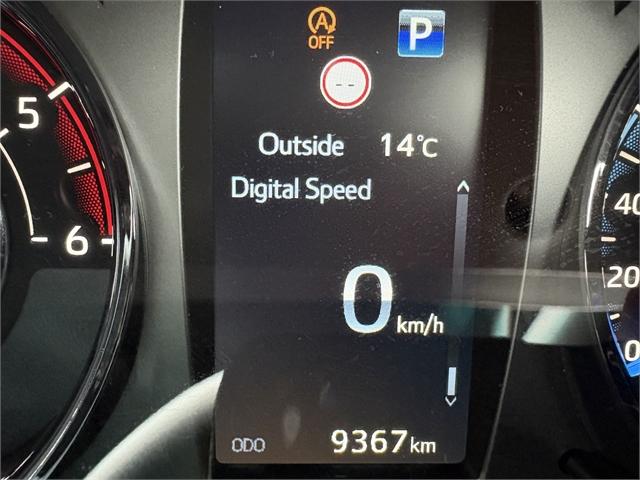 A
OFF
P
--
5
Outside 14°C
Digital Speed
40
6
20
0 km/h
0
ODO 9367 km